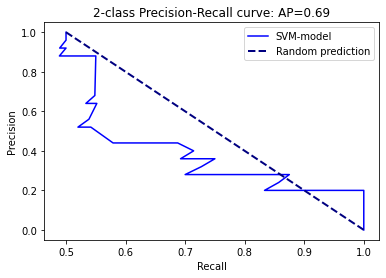 2-class Precision-Recall curve: AP=0.69
SVM-model
Random prediction
Precision
1.0
0.8
0.6
0.4
0.2
0.0
0.5
0.6
0.7
0.8
0.9
1.0
Recall